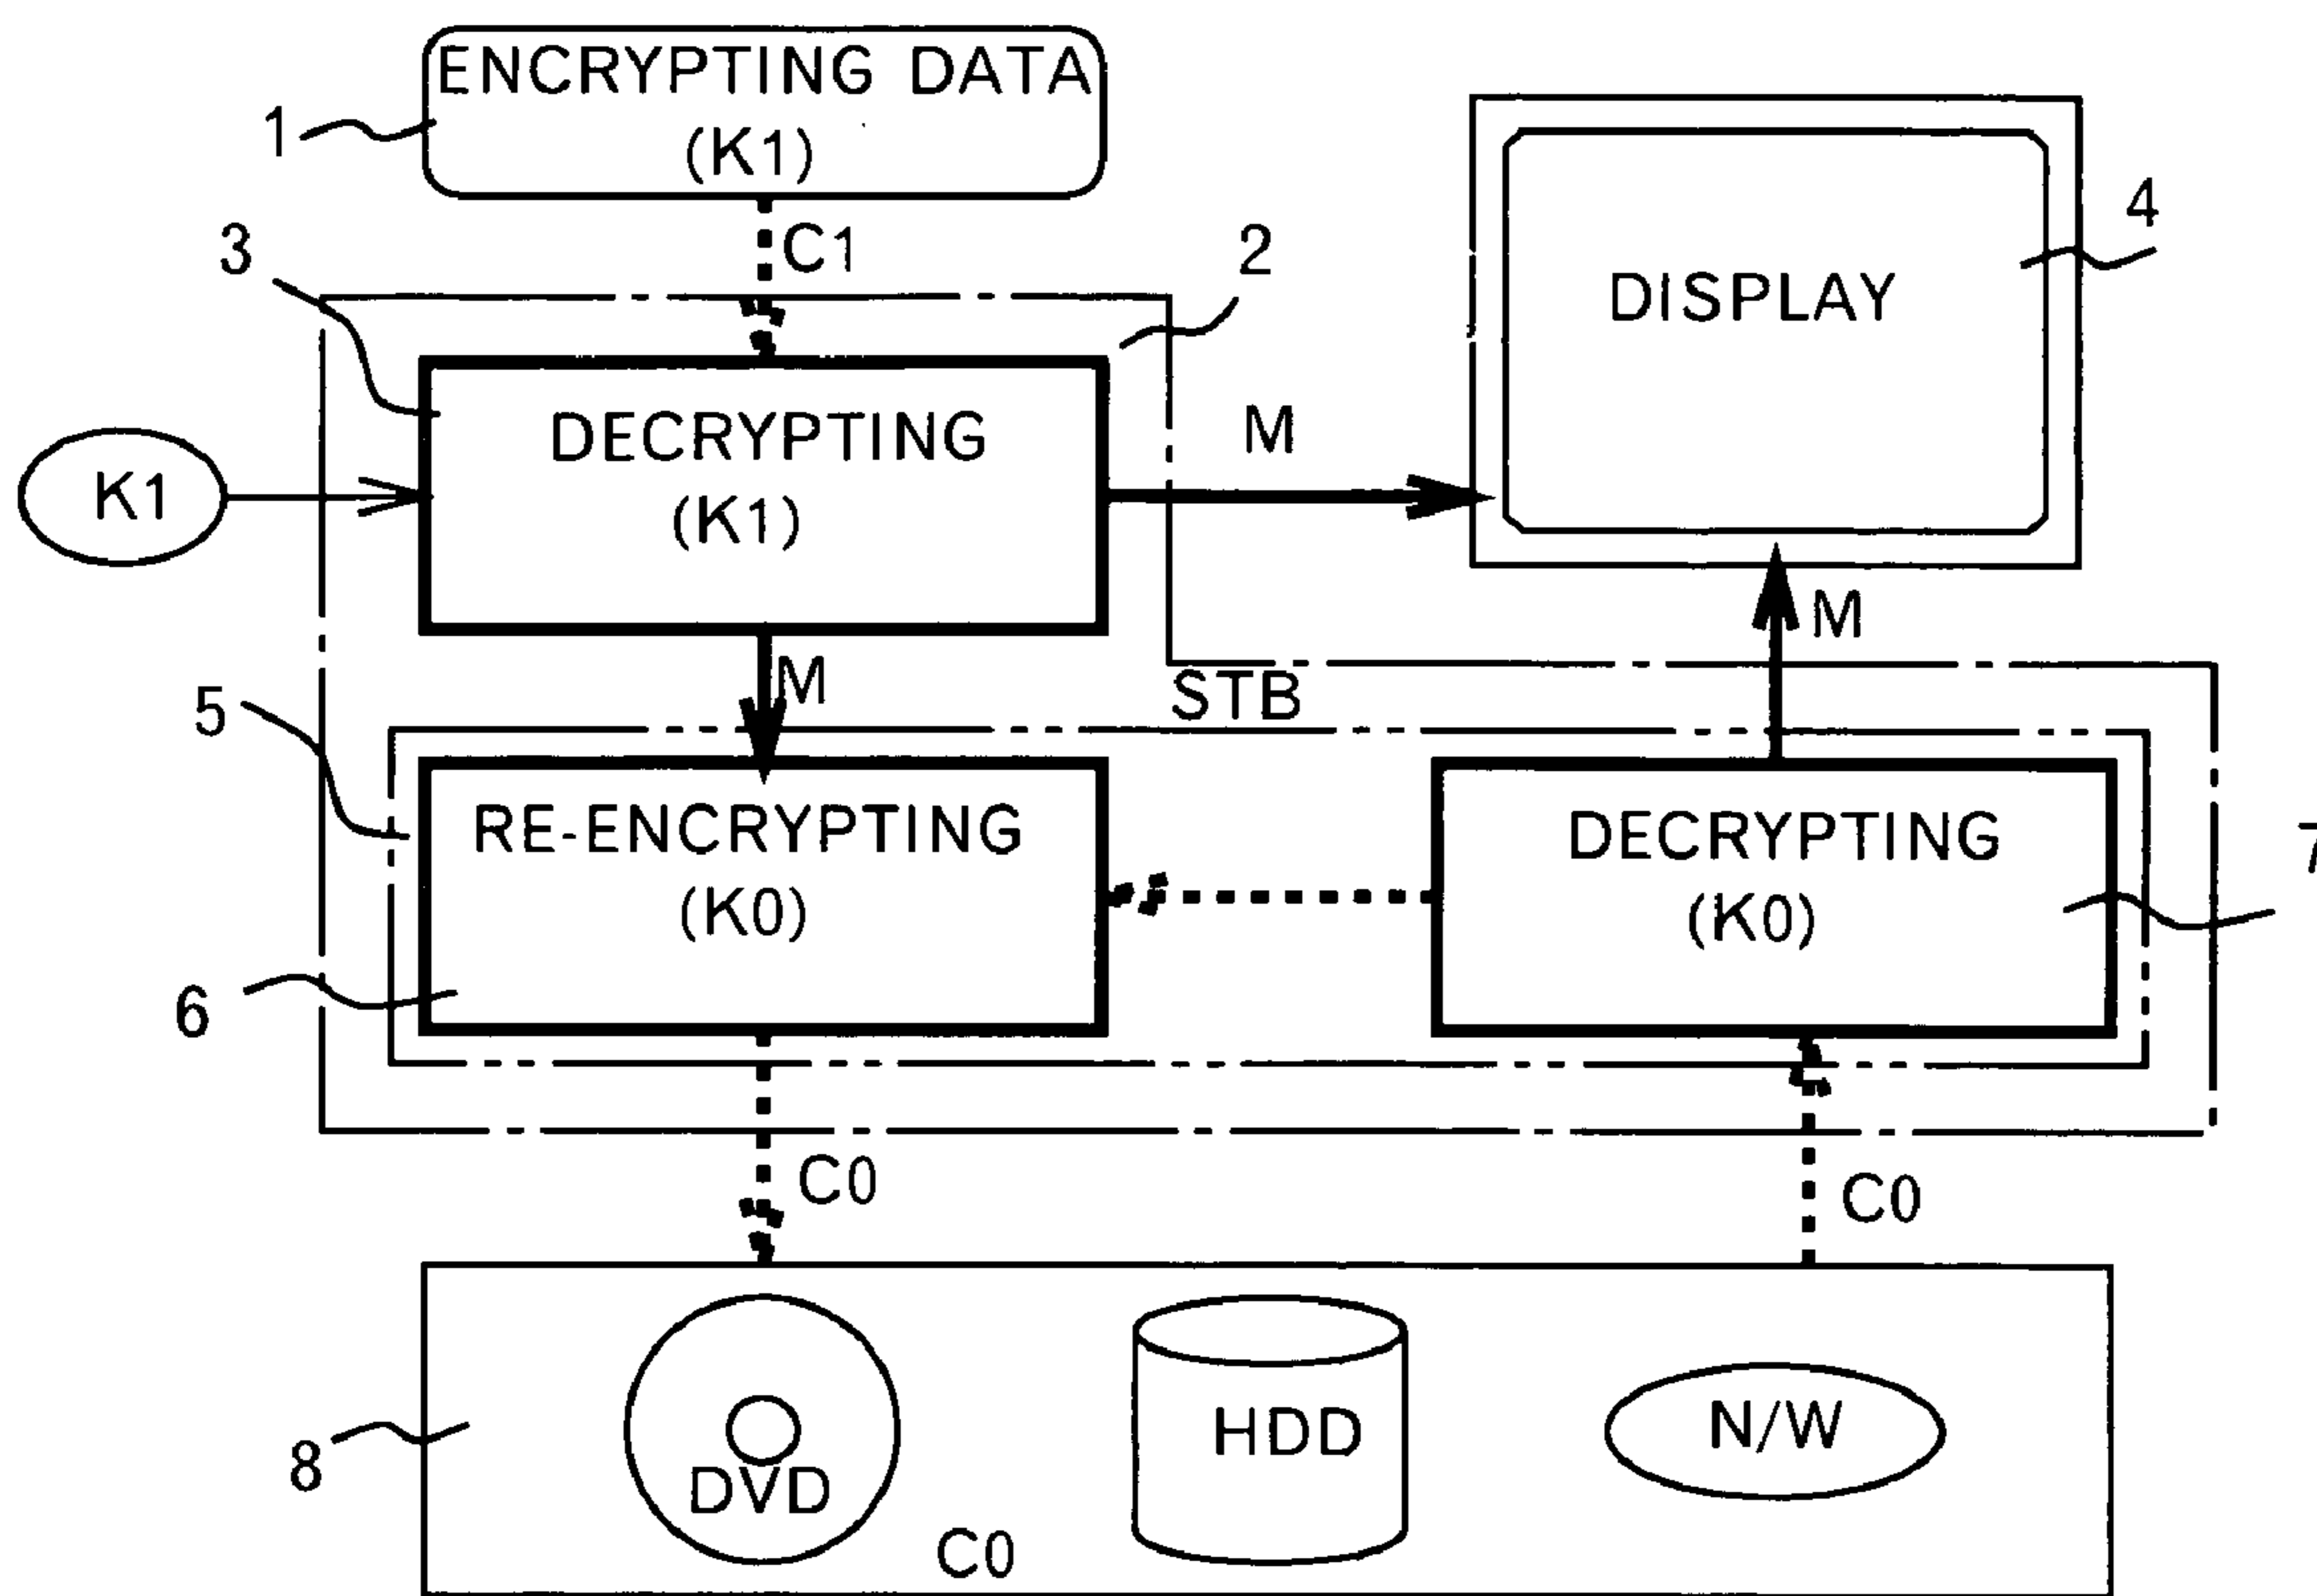 ENCRYPTING DATA
(K1)
1
C1
3
2
4
DISPLAY
DECRYPTING
(K1)
K1
M
M
M
STB
5
RE-ENCRYPTING
(K0)
DECRYPTING
(K0)
7
6
C0
C0
8
DVD
HDD
N/W
C0